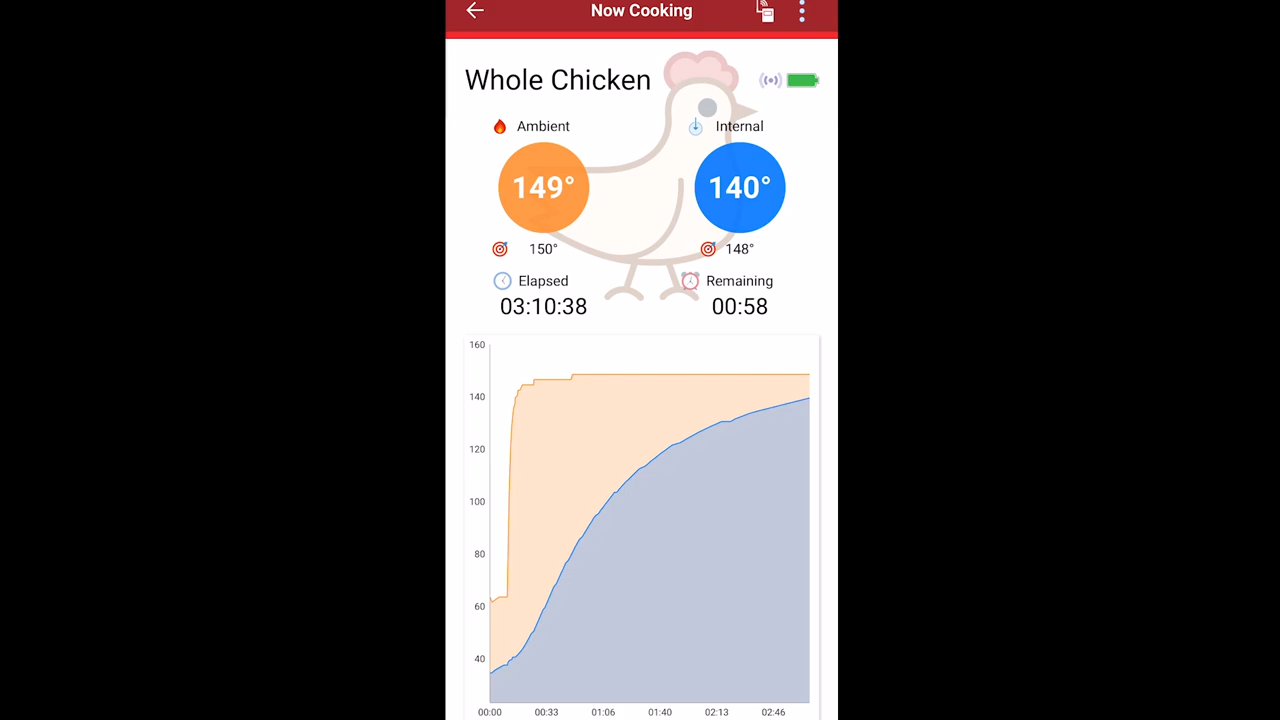 Now Cooking
Whole Chicken
Ambient Internal
149° 140°
150° 148°
Elapsed Remaining
03:10:38 00:58
160
140
120
100
80
60
40
00:00 00:33 01:06 01:40 02:13 02:46